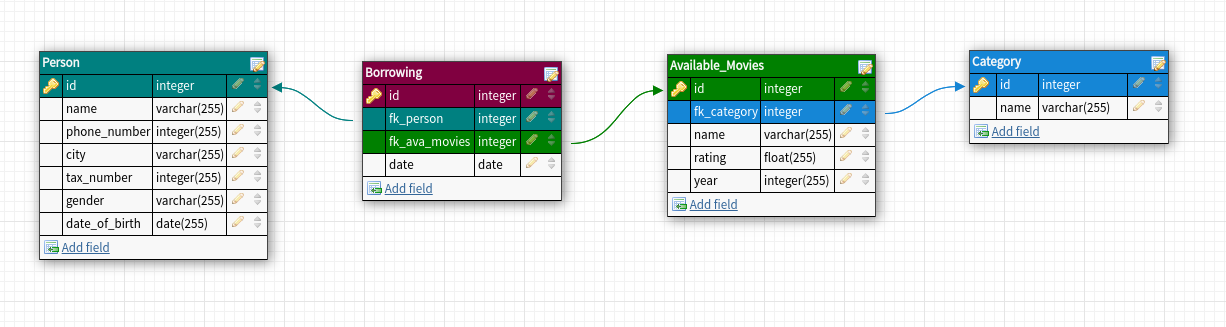 Person
id integer
name varchar(255)
phone_number integer(255)
city varchar(255)
tax_number integer(255)
gender varchar(255)
date_of_birth date(255)
Add field
Borrowing
id integer
fk_person integer
fk_ava_movies integer
date date
Add field
Available_Movies
id integer
fk_category integer
name varchar(255)
rating float(255)
year integer(255)
Add field
Category
id integer
name varchar(255)
Add field